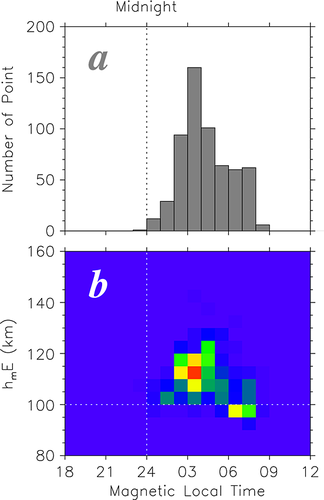 Midnight
200
a
150
Number of Point
100
50
0
160
b
140
hmE (km)
120
100
80
18 21 24 03 06 09 12
Magnetic Local Time